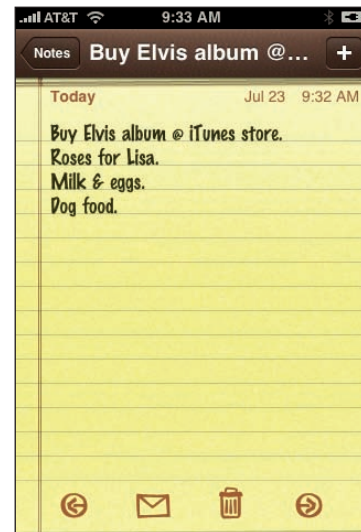 AT&T 9:33 AM
Notes Buy Elvis album @... +
Today Jul 23 9:32 AM
Buy Elvis album @ iTunes store.
Roses for Lisa.
Milk & eggs.
Dog food.